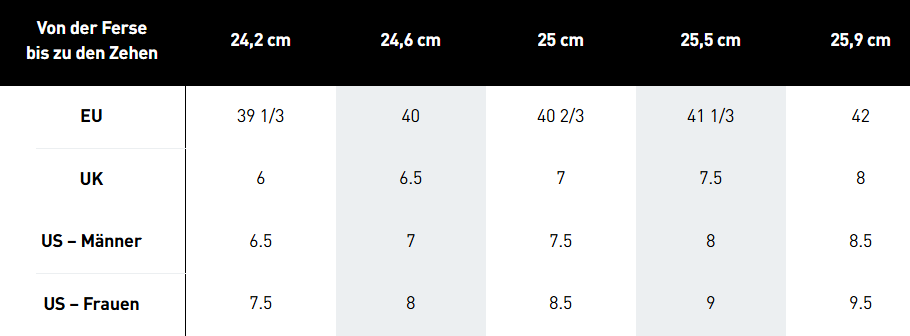 Von der Ferse
bis zu den Zehen 24,2 cm 24,6 cm 25 cm 25,5 cm 25,9 cm
EU 39 1/3 40 40 2/3 41 1/3 42
UK 6 6.5 7 7.5 8
US – Männer 6.5 7 7.5 8 8.5
US – Frauen 7.5 8 8.5 9 9.5